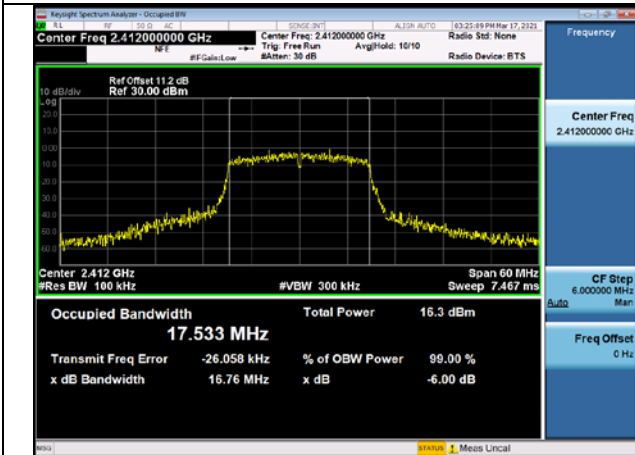 Keysight Spectrum Analyzer - Occupied BW
RL RF 50 Ω AC SENSE:INT ALIGN AUTO 03:25:09 PM Mar 17, 2021
Center Freq 2.412000000 GHz Center Freq: 2.412000000 GHz Radio Std: None Frequency
NFE Trig: Free Run Avg|Hold: 10/10
#IFGain:Low #Atten: 30 dB Radio Device: BTS
Ref Offset 11.2 dB
10 dB/div Ref 30.00 dBm
Log
20.0
10.0
0.00
10.0
20.0
30.0
40.0
50.0
60.0
Center Freq
2.412000000 GHz
Center 2.412 GHz Span 60 MHz
#Res BW 100 kHz #VBW 300 kHz Sweep 7.467 ms
CF Step
6.000000 MHz
Auto Man
Occupied Bandwidth Total Power 16.3 dBm
17.533 MHz
Transmit Freq Error -26.058 kHz % of OBW Power 99.00 %
x dB Bandwidth 16.76 MHz x dB -6.00 dB
Freq Offset
0 Hz
MSG STATUS Meas Uncal